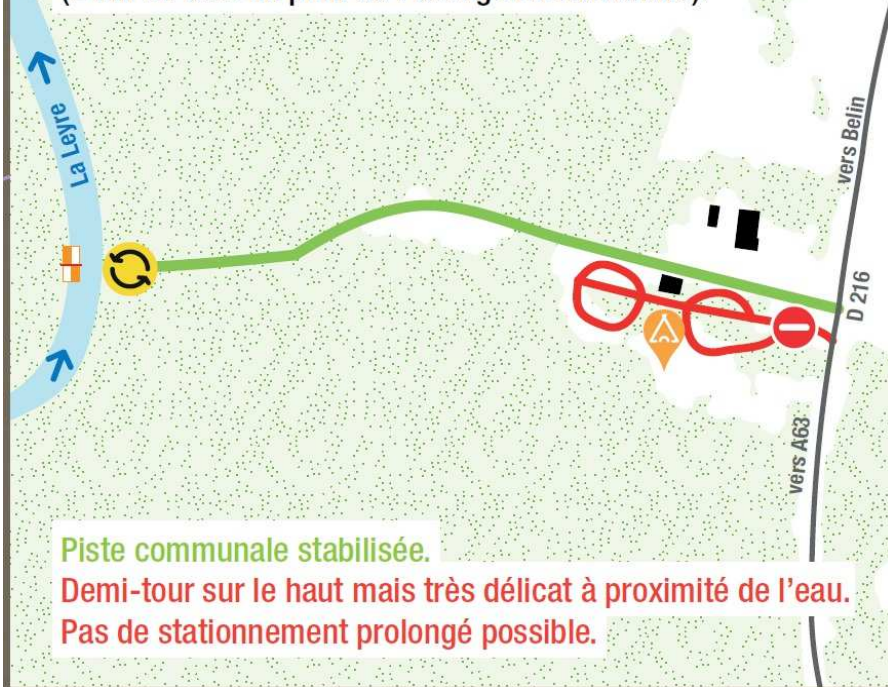 La Leyre
vers Belin
D 216
vers A63
Piste communale stabilisée.
Demi-tour sur le haut mais très délicat à proximité de l'eau.
Pas de stationnement prolongé possible.